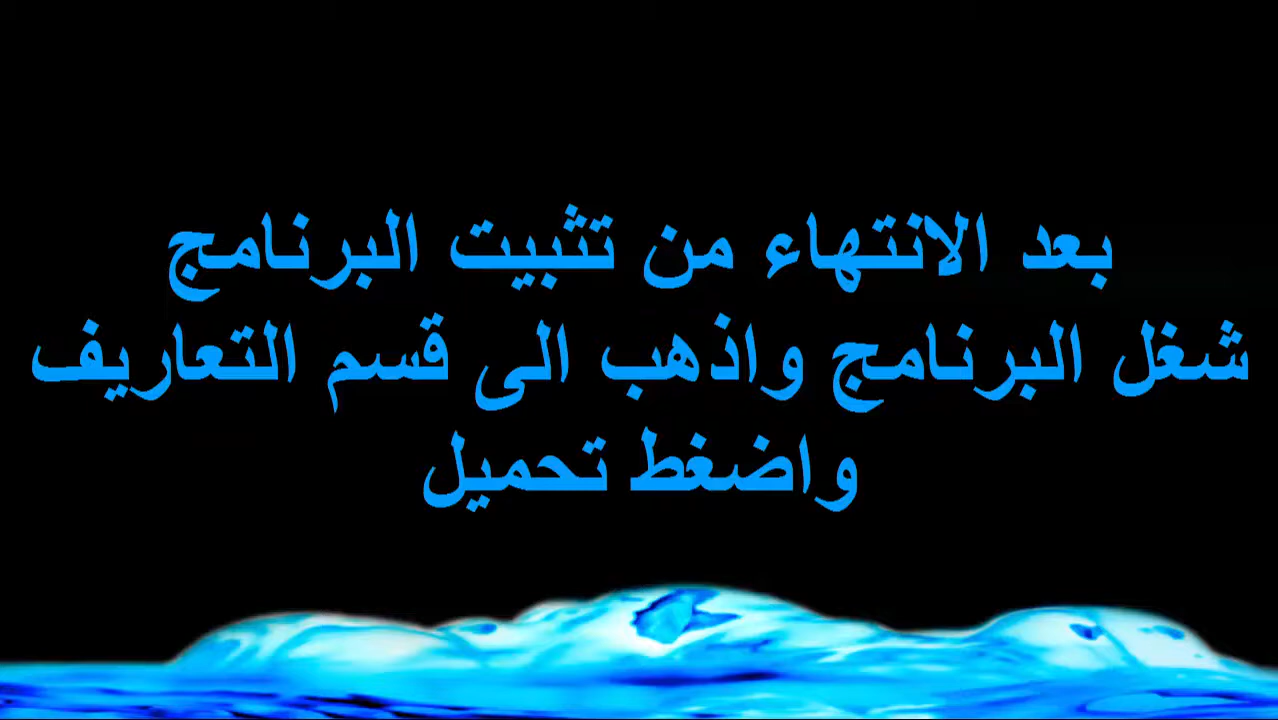 بعد الانتهاء من تثبيت البرنامج
شغل البرنامج واذهب الى قسم التعاريف
واضغط تحميل